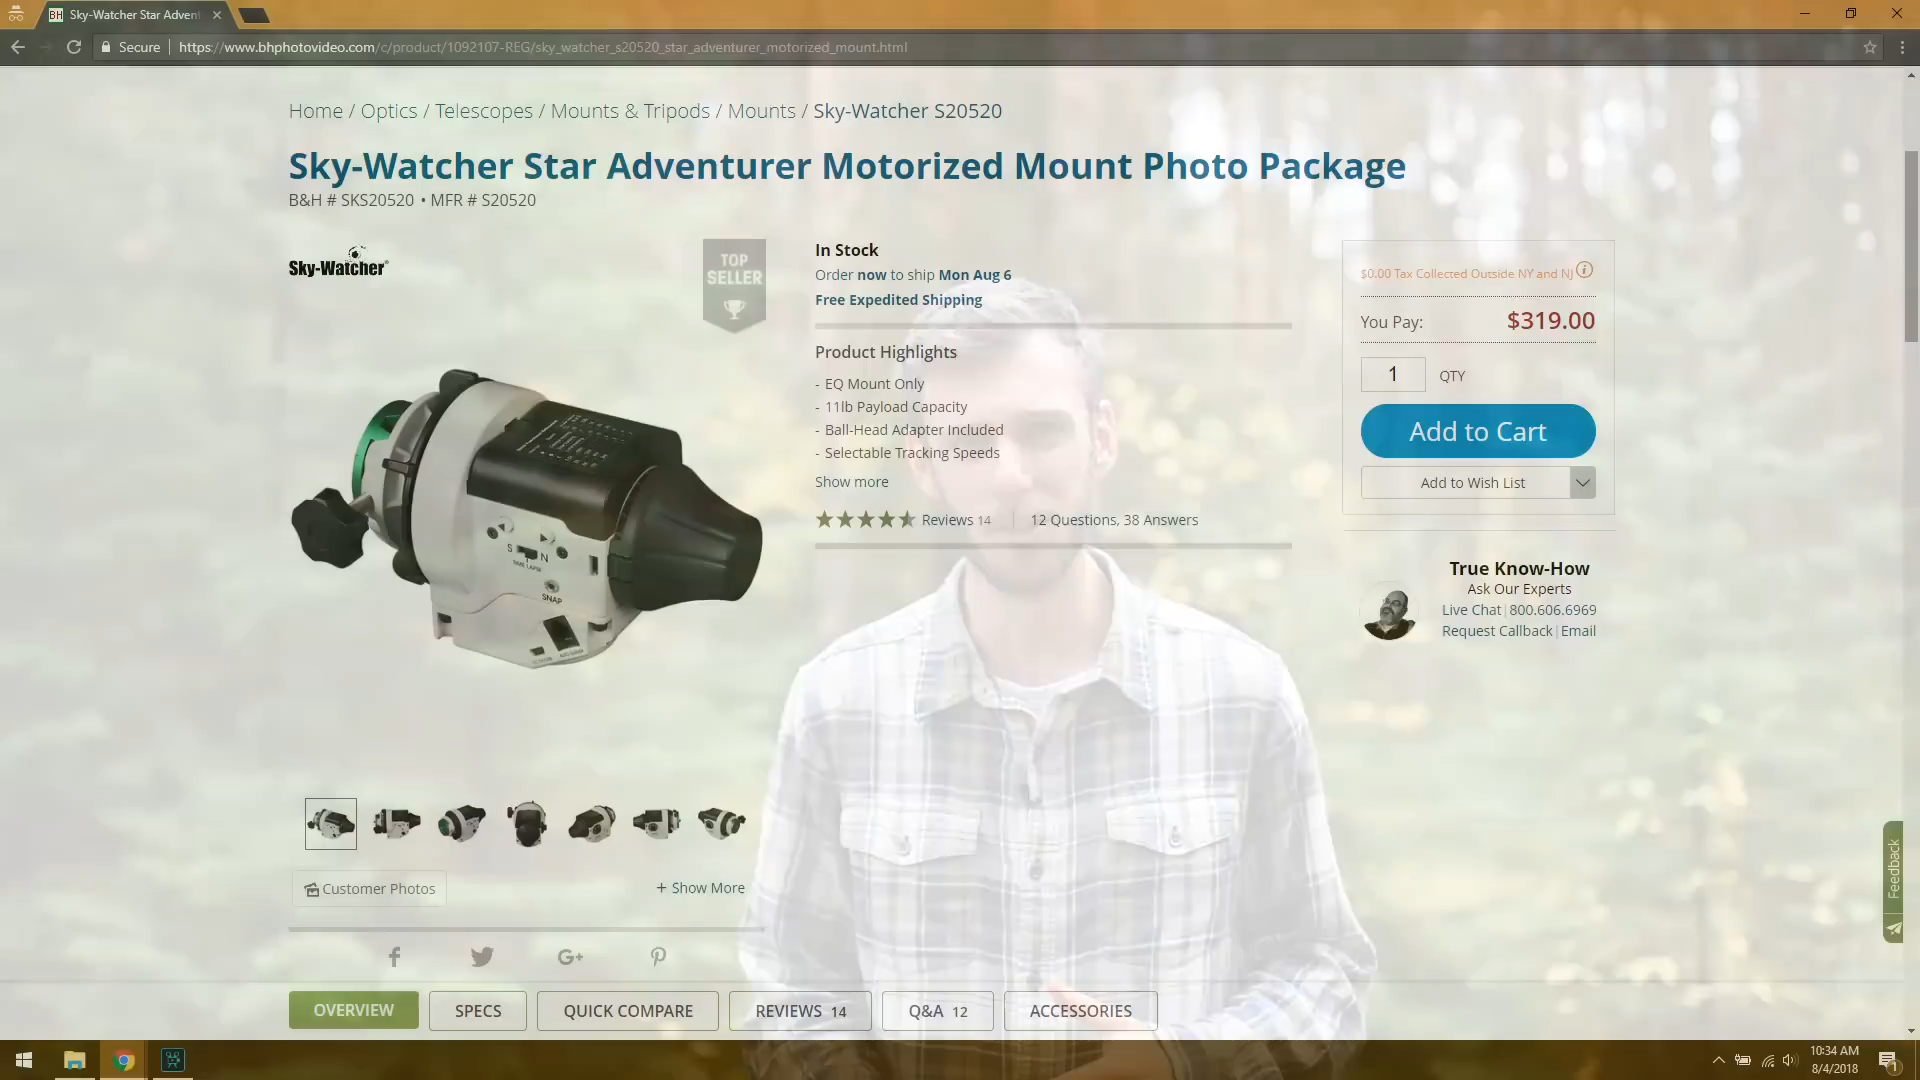 BH Sky-Watcher Star Adven
Secure
https://www.bhphotovideo.com/c/product/1092107-REG/sky_watcher_s20520_star_adventurer_motorized_mount.html
Home / Optics / Telescopes / Mounts & Tripods / Mounts / Sky-Watcher S20520
Sky-Watcher Star Adventurer Motorized Mount Photo Package
B&H # SKS20520 • MFR # S20520
Sky-Watcher
TOP
SELLER
S
N
TIME LAPSE
SNAP
In Stock
Order now to ship Mon Aug 6
Free Expedited Shipping
Product Highlights
- EQ Mount Only
- 11lb Payload Capacity
- Ball-Head Adapter Included
- Selectable Tracking Speeds
Show more
Reviews 14
12 Questions, 38 Answers
$0.00 Tax Collected Outside NY and NJ
You Pay: $319.00
1 QTY
Add to Cart
Add to Wish List
True Know-How
Ask Our Experts
Live Chat | 800.606.6969
Request Callback | Email
Customer Photos
+ Show More
G+
Feedback
OVERVIEW
SPECS
QUICK COMPARE
REVIEWS 14
Q&A 12
ACCESSORIES
10:34 AM
8/4/2018
1